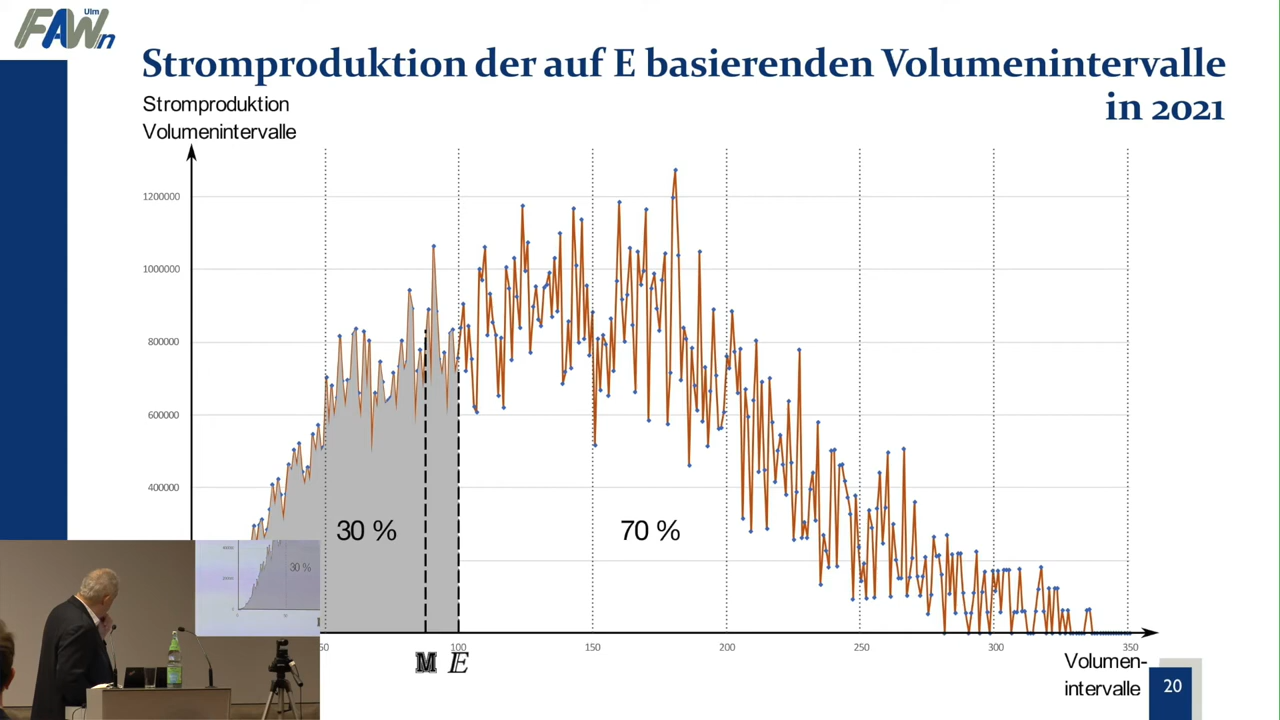 Ulm
FAWn
Stromproduktion der auf E basierenden Volumenintervalle
in 2021
Stromproduktion
Volumenintervalle
1200000
1000000
800000
600000
400000
30 %
70 %
30 %
50
100
150
200
250
300
350
M E
Volumen-
intervalle
20